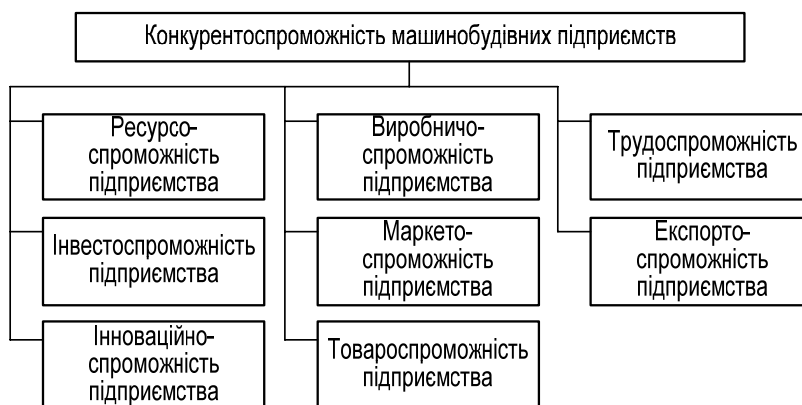 Конкурентоспроможність машинобудівних підприємств
Ресурсо-
спроможність
підприємства
Інвестоспроможність
підприємства
Інноваційно-
спроможність
підприємства
Виробничо-
спроможність
підприємства
Маркето-
спроможність
підприємства
Товароспроможність
підприємства
Трудоспроможність
підприємства
Експорто-
спроможність
підприємства